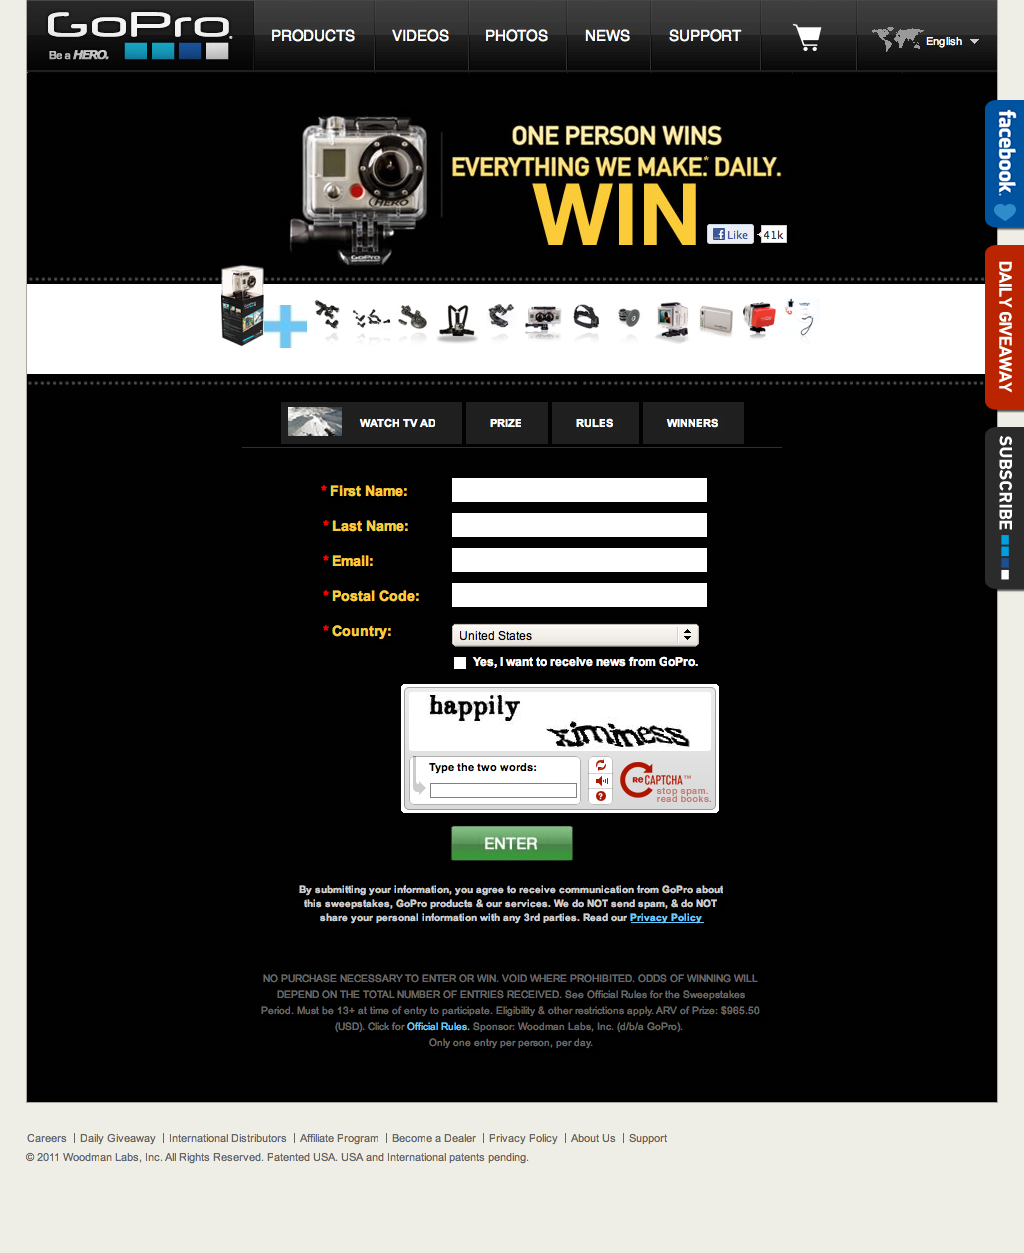 GoPro
Be a HERO.
PRODUCTS
VIDEOS
PHOTOS
NEWS
SUPPORT
English
ONE PERSON WINS
EVERYTHING WE MAKE.* DAILY.
WIN
Like
41k
HERO
GoPro
facebook
DAILY GIVEAWAY
SUBSCRIBE
WATCH TV AD
PRIZE
RULES
WINNERS
* First Name:
* Last Name:
* Email:
* Postal Code:
* Country:
United States
Yes, I want to receive news from GoPro.
happily
ximiness
Type the two words:
reCAPTCHA™
stop spam.
read books.
ENTER
By submitting your information, you agree to receive communication from GoPro about
this sweepstakes, GoPro products & our services. We do NOT send spam, & do NOT
share your personal information with any 3rd parties. Read our Privacy Policy
NO PURCHASE NECESSARY TO ENTER OR WIN. VOID WHERE PROHIBITED. ODDS OF WINNING WILL
DEPEND ON THE TOTAL NUMBER OF ENTRIES RECEIVED. See Official Rules for the Sweepstakes
Period. Must be 13+ at time of entry to participate. Eligibility & other restrictions apply. ARV of Prize: $965.50
(USD). Click for Official Rules. Sponsor: Woodman Labs, Inc. (d/b/a GoPro).
Only one entry per person, per day.
Careers | Daily Giveaway | International Distributors | Affiliate Program | Become a Dealer | Privacy Policy | About Us | Support
© 2011 Woodman Labs, Inc. All Rights Reserved. Patented USA. USA and International patents pending.